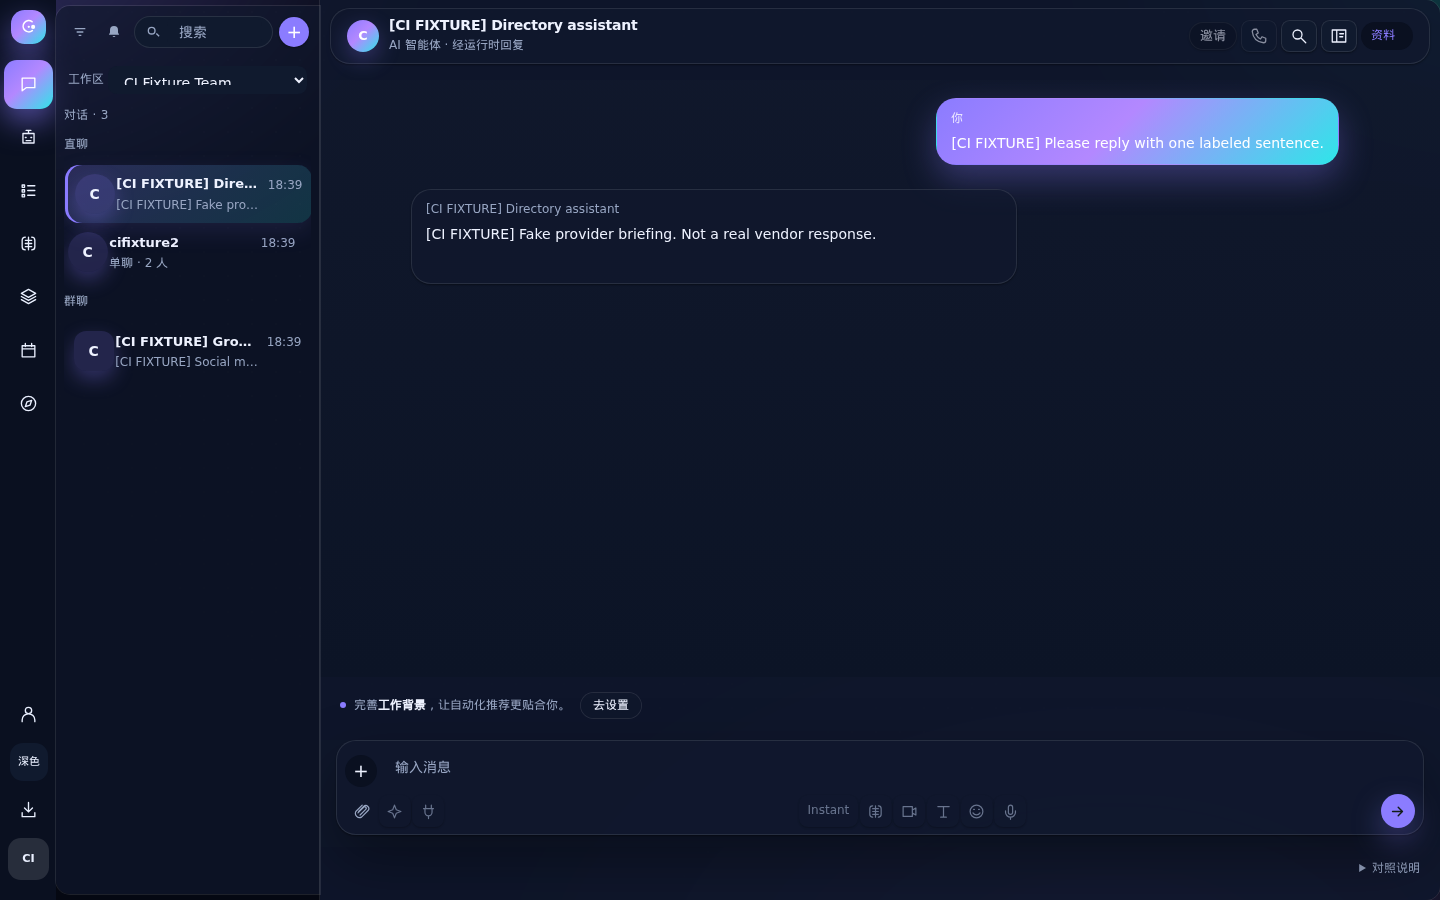 搜索
工作区
CI Fixture Team
对话 · 3
直聊
C
[CI FIXTURE] Dire... 18:39
[CI FIXTURE] Fake pro...
C
cifixture2 18:39
单聊 · 2 人
群聊
C
[CI FIXTURE] Gro... 18:39
[CI FIXTURE] Social m...
深色
CI
C
[CI FIXTURE] Directory assistant
AI 智能体 · 经运行时回复
邀请
资料
你
[CI FIXTURE] Please reply with one labeled sentence.
[CI FIXTURE] Directory assistant
[CI FIXTURE] Fake provider briefing. Not a real vendor response.
完善工作背景，让自动化推荐更贴合你。 去设置
输入消息
Instant
对照说明